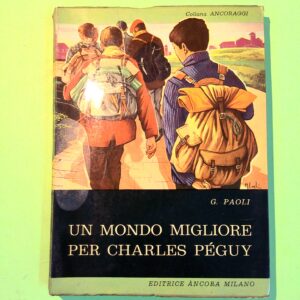 Collana ANCORAGGI
G. PAOLI
UN MONDO MIGLIORE
PER CHARLES PÉGUY
EDITRICE ÀNCORA MILANO